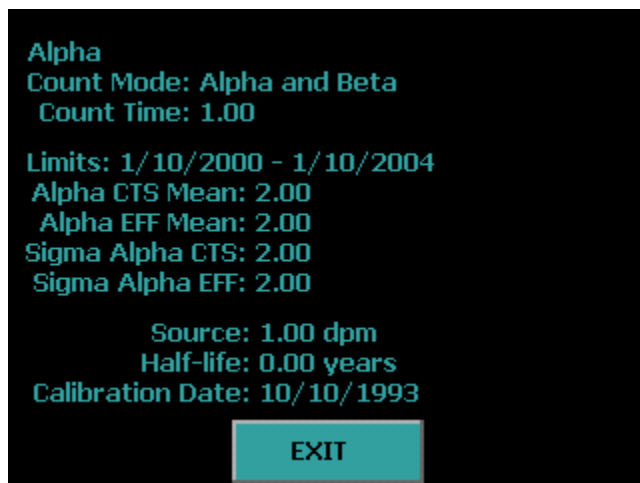 Alpha
Count Mode: Alpha and Beta
Count Time: 1.00
Limits: 1/10/2000 - 1/10/2004
Alpha CTS Mean: 2.00
Alpha EFF Mean: 2.00
Sigma Alpha CTS: 2.00
Sigma Alpha EFF: 2.00
Source: 1.00 dpm
Half-life: 0.00 years
Calibration Date: 10/10/1993
EXIT